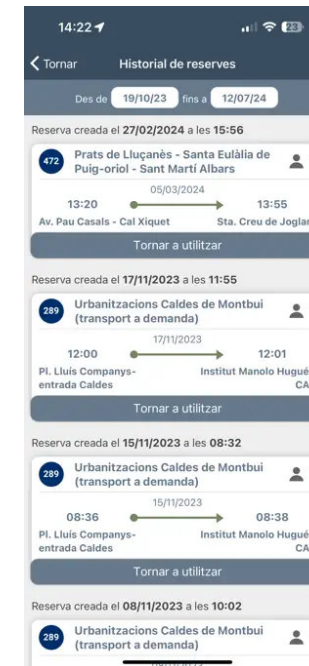 14:22
23
Tornar
Historial de reserves
Des de 19/10/23 fins a 12/07/24
Reserva creada el 27/02/2024 a les 15:56
472
Prats de Lluçanès - Santa Eulàlia de
Puig-oriol - Sant Martí Albars
05/03/2024
13:20 13:55
Av. Pau Casals - Cal Xiquet Sta. Creu de Joglar
Tornar a utilitzar
Reserva creada el 17/11/2023 a les 11:55
289
Urbanitzacions Caldes de Montbui
(transport a demanda)
17/11/2023
12:00 12:01
Pl. Lluís Companys- Institut Manolo Hugué
entrada Caldes CA
Tornar a utilitzar
Reserva creada el 15/11/2023 a les 08:32
289
Urbanitzacions Caldes de Montbui
(transport a demanda)
15/11/2023
08:36 08:38
Pl. Lluís Companys- Institut Manolo Hugué
entrada Caldes CA
Tornar a utilitzar
Reserva creada el 08/11/2023 a les 10:02
289
Urbanitzacions Caldes de Montbui
(transport a demanda)